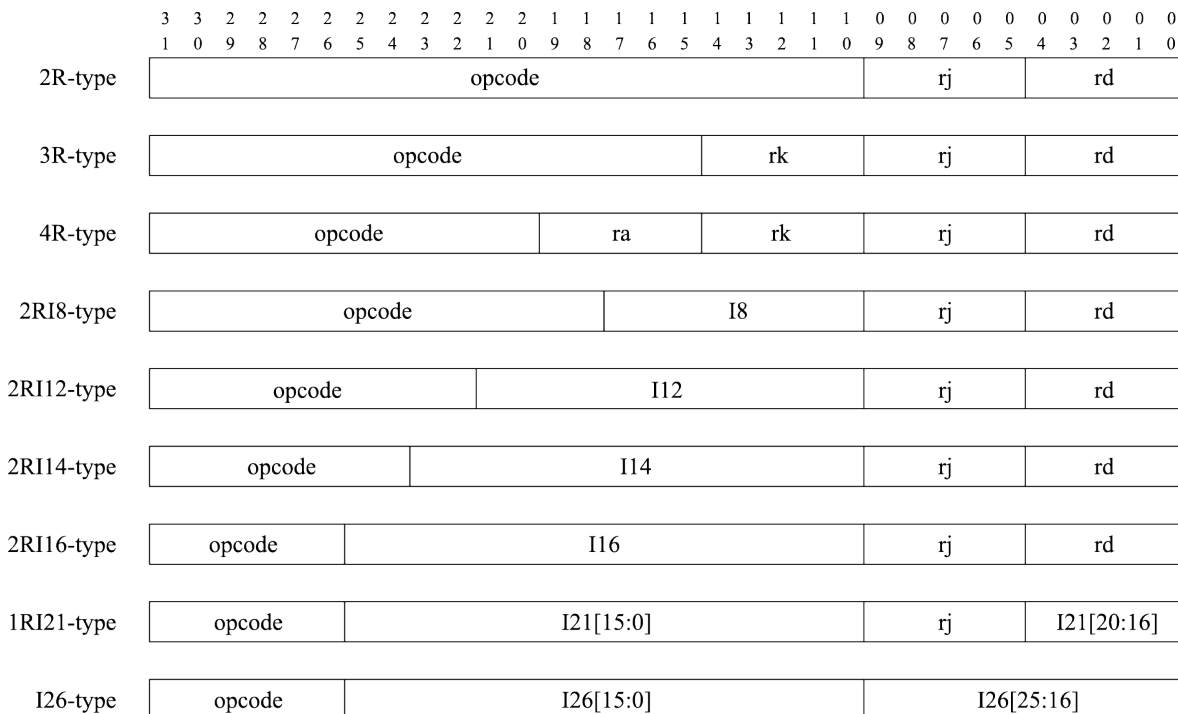 3 3 2 2 2 2 2 2 2 2 2 2 1 1 1 1 1 1 1 1 1 1 0 0 0 0 0 0 0 0 0 0
1 0 9 8 7 6 5 4 3 2 1 0 9 8 7 6 5 4 3 2 1 0 9 8 7 6 5 4 3 2 1 0
2R-type opcode rj rd
3R-type opcode rk rj rd
4R-type opcode ra rk rj rd
2RI8-type opcode I8 rj rd
2RI12-type opcode I12 rj rd
2RI14-type opcode I14 rj rd
2RI16-type opcode I16 rj rd
1RI21-type opcode I21[15:0] rj I21[20:16]
I26-type opcode I26[15:0] I26[25:16]